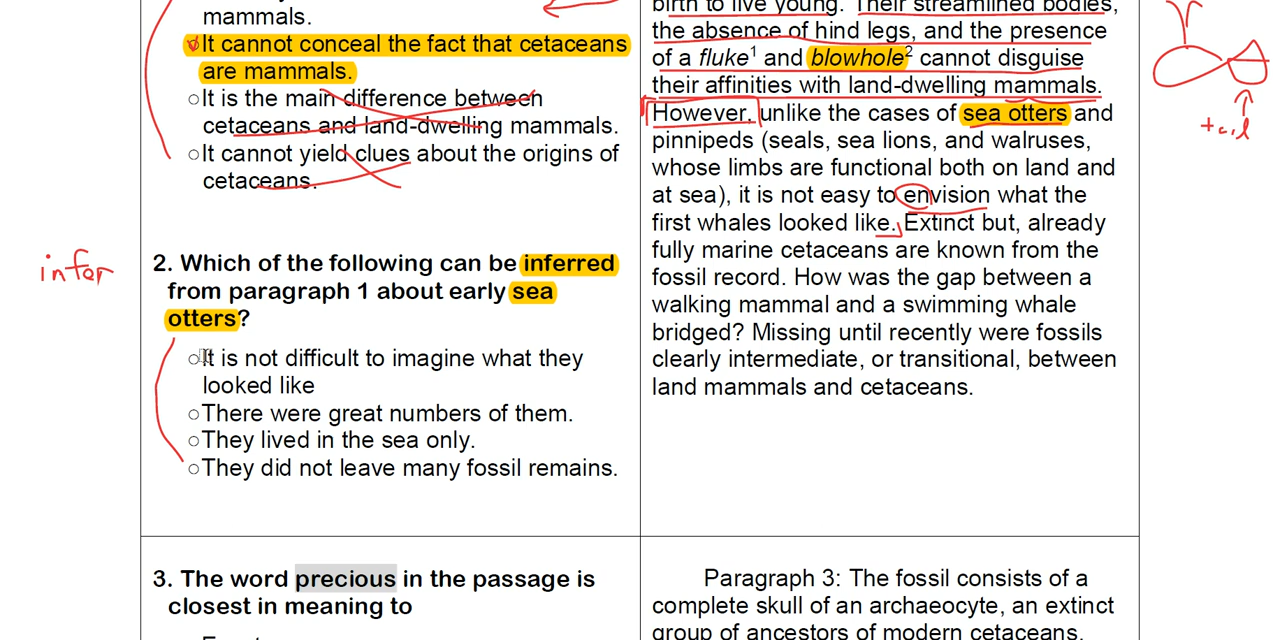 mammals.
It cannot conceal the fact that cetaceans
are mammals.
○It is the main difference between
cetaceans and land-dwelling mammals.
○It cannot yield clues about the origins of
cetaceans.
infer
2. Which of the following can be inferred
from paragraph 1 about early sea
otters?
○It is not difficult to imagine what they
looked like
○There were great numbers of them.
○They lived in the sea only.
○They did not leave many fossil remains.
3. The word precious in the passage is
closest in meaning to
birth to live young. Their streamlined bodies,
the absence of hind legs, and the presence
of a fluke1 and blowhole2 cannot disguise
their affinities with land-dwelling mammals.
However, unlike the cases of sea otters and
pinnipeds (seals, sea lions, and walruses,
whose limbs are functional both on land and
at sea), it is not easy to envision what the
first whales looked like. Extinct but, already
fully marine cetaceans are known from the
fossil record. How was the gap between a
walking mammal and a swimming whale
bridged? Missing until recently were fossils
clearly intermediate, or transitional, between
land mammals and cetaceans.
Paragraph 3: The fossil consists of a
complete skull of an archaeocyte, an extinct
group of ancestors of modern cetaceans.
tail